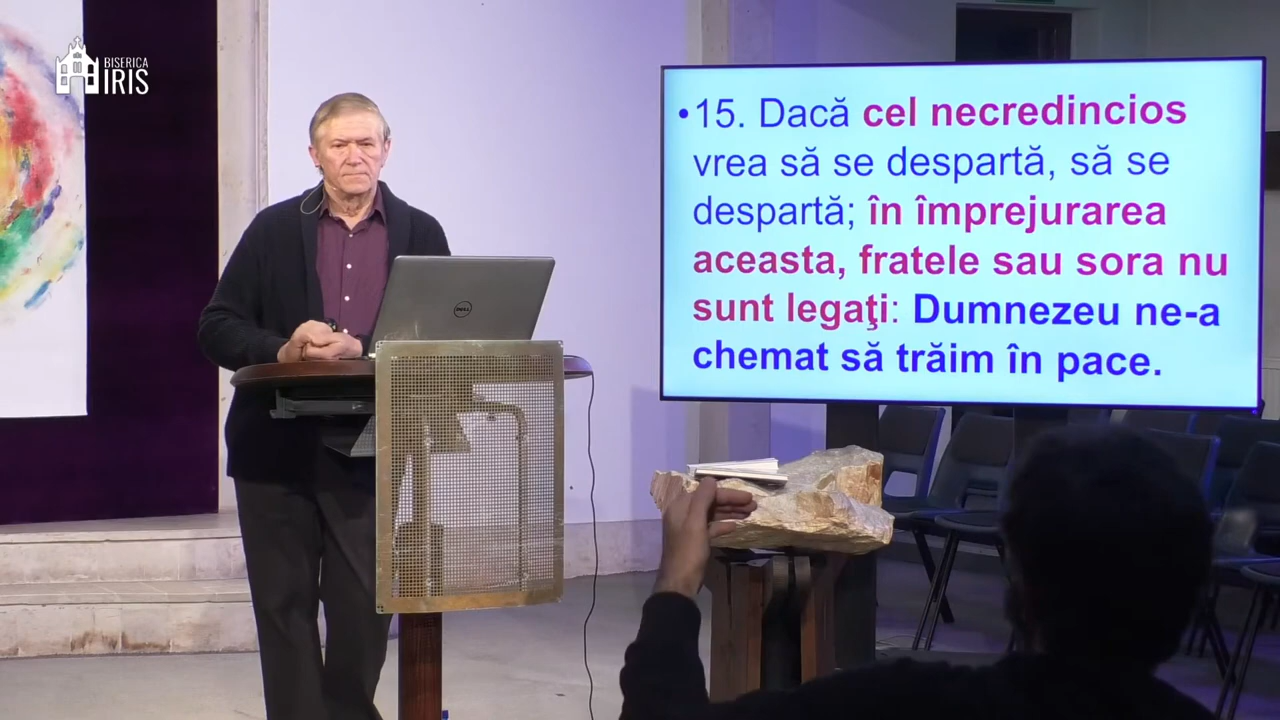 BISERICA
IRIS
•15. Dacă cel necredincios
vrea să se despartă, să se
despartă; în împrejurarea
aceasta, fratele sau sora nu
sunt legaţi: Dumnezeu ne-a
chemat să trăim în pace.
DELL